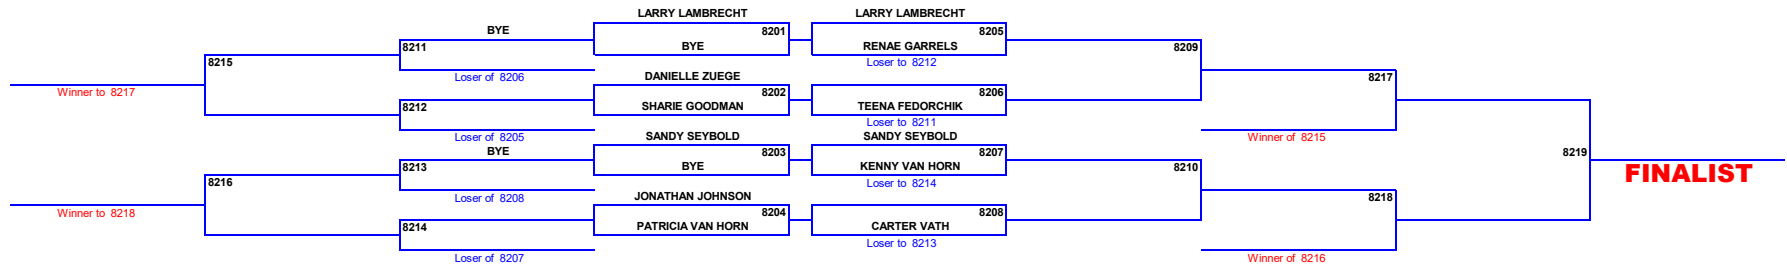 LARRY LAMBRECHT LARRY LAMBRECHT
BYE 8201 8205
8211 BYE RENAE GARRELS 8209
8215 Loser to 8212
Loser of 8206 DANIELLE ZUEGE 8217
Winner to 8217 8202 8206
8212 SHARIE GOODMAN TEENA FEDORCHIK
Loser to 8211
Loser of 8205 SANDY SEYBOLD SANDY SEYBOLD Winner of 8215
BYE 8203 8207 8219
8213 BYE KENNY VAN HORN 8210
8216 Loser to 8214 FINALIST
Loser of 8208 JONATHAN JOHNSON 8218
Winner to 8218 8204 8208
8214 PATRICIA VAN HORN CARTER VATH
Loser to 8213
Loser of 8207 Winner of 8216